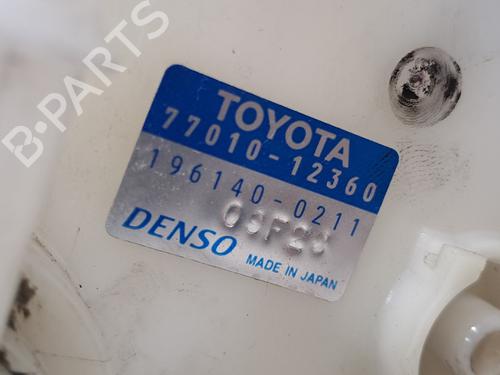 B-PARTS
TOYOTA
77010-12360
196140-0211
DENSO
MADE IN JAPAN